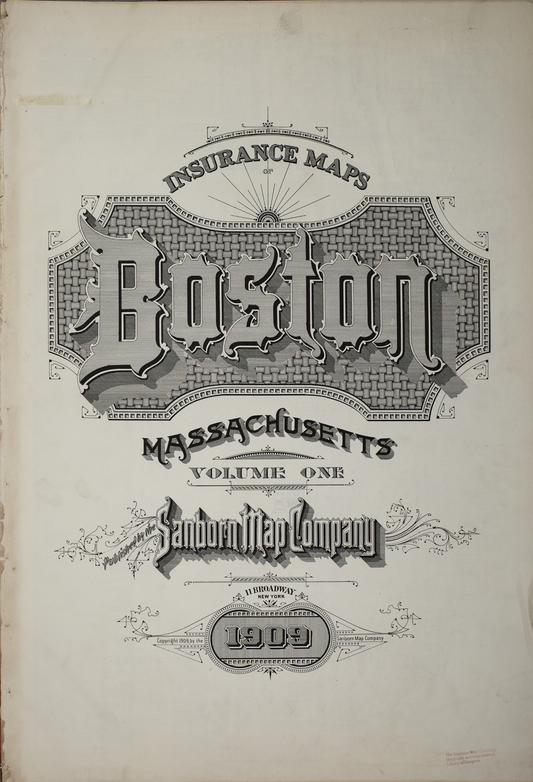 INSURANCE MAPS
OF
Boston
MASSACHUSETTS
VOLUME ONE
Published by the
Sanborn Map Company
11 BROADWAY.
NEW YORK
1909
Copyright 1909, by the Sanborn Map Company